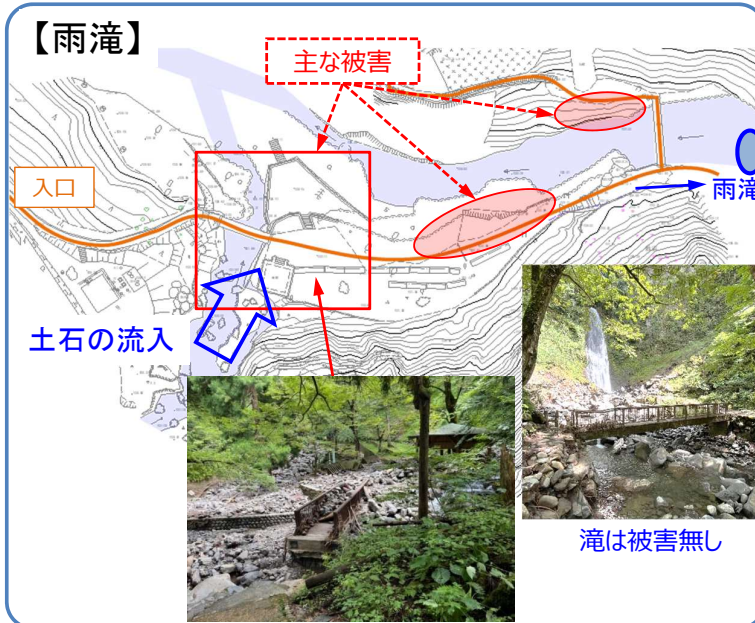 【雨滝】
主な被害
入口
雨滝
土石の流入
滝は被害無し